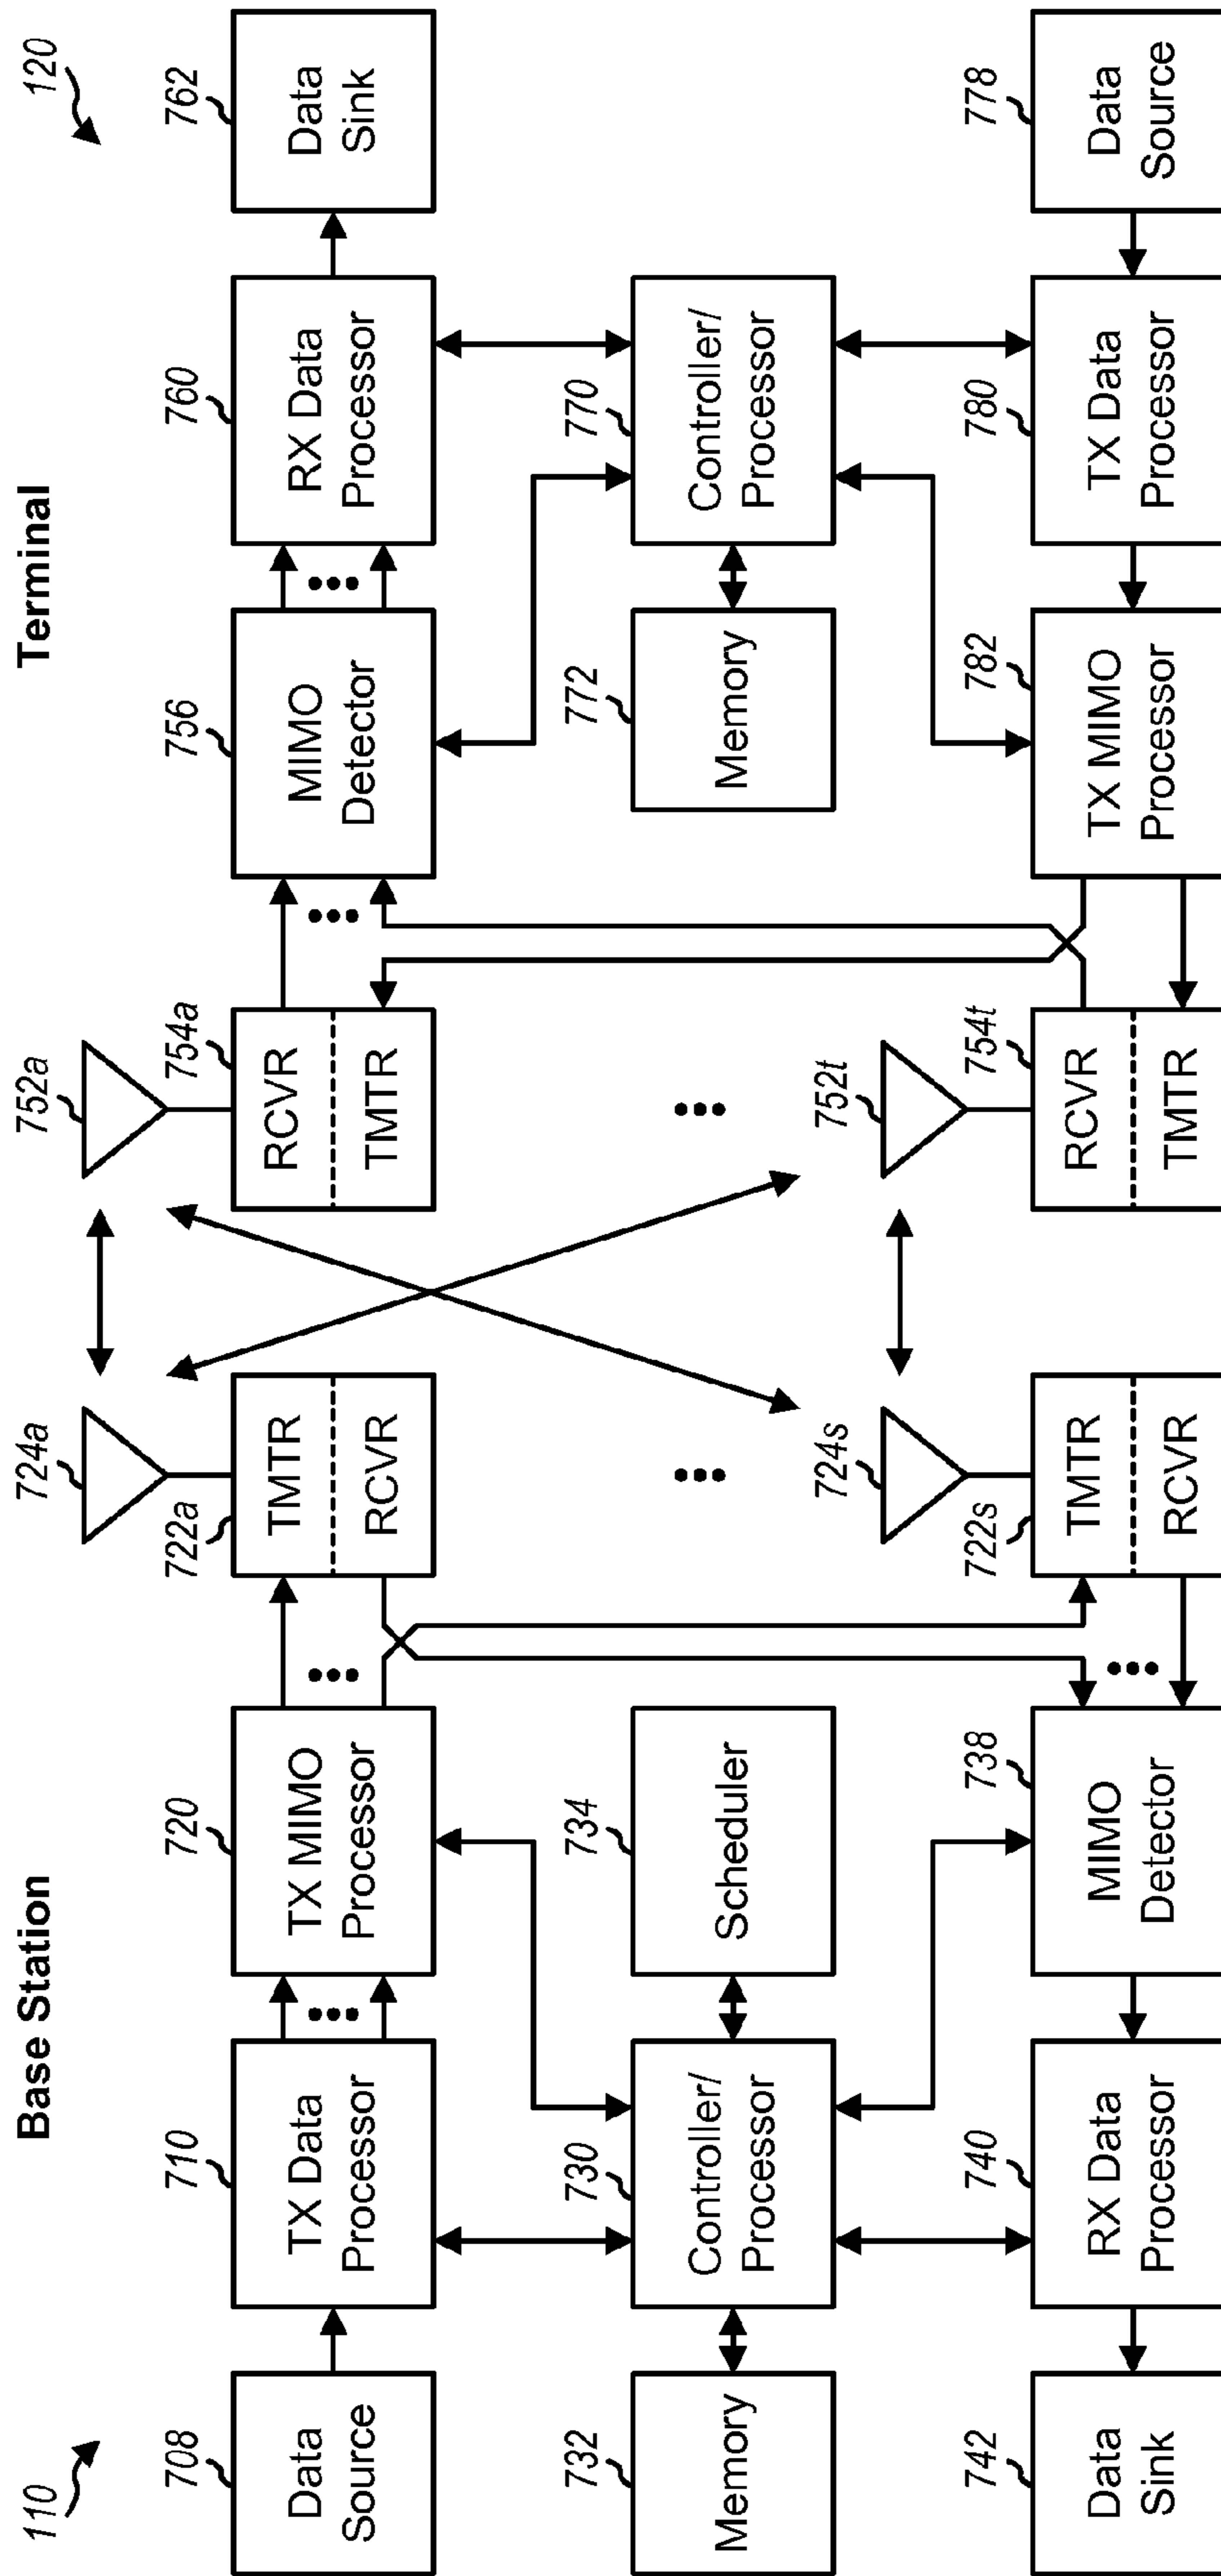 Base Station
Terminal
110
120
708
Data
Source
710
TX Data
Processor
720
TX MIMO
Processor
722a
TMTR
RCVR
724a
752a
754a
RCVR
TMTR
756
MIMO
Detector
760
RX Data
Processor
762
Data
Sink
732
Memory
730
Controller/
Processor
734
Scheduler
772
Memory
770
Controller/
Processor
742
Data
Sink
740
RX Data
Processor
738
MIMO
Detector
722s
TMTR
RCVR
724s
752t
754t
RCVR
TMTR
782
TX MIMO
Processor
780
TX Data
Processor
778
Data
Source